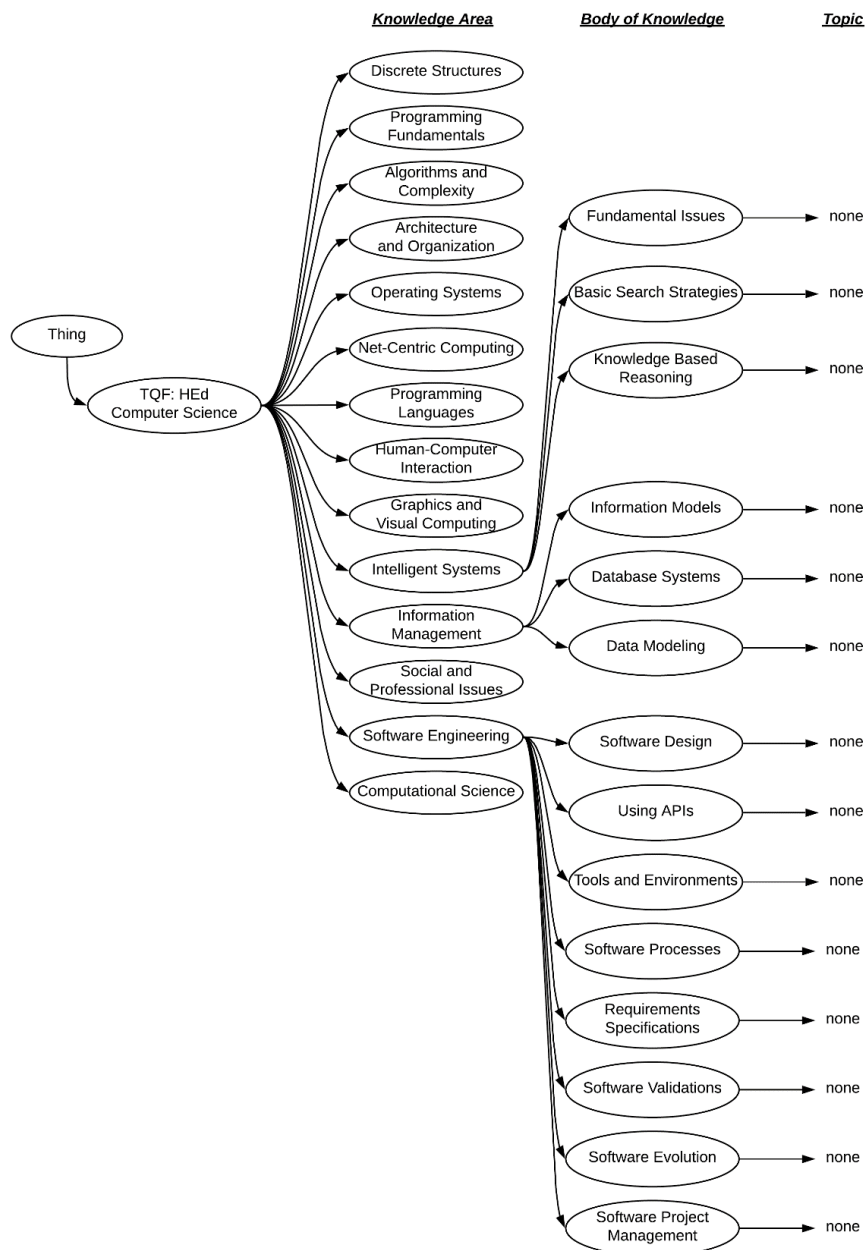 Knowledge Area Body of Knowledge Topic
Discrete Structures
Programming
Fundamentals
Algorithms and
Complexity
Architecture
and Organization
Operating Systems
Net-Centric Computing
Programming
Languages
Human-Computer
Interaction
Graphics and
Visual Computing
Intelligent Systems
Information
Management
Social and
Professional Issues
Software Engineering
Computational Science
Thing
TQF: HEd
Computer Science
Fundamental Issues none
Basic Search Strategies none
Knowledge Based
Reasoning
none
Information Models none
Database Systems none
Data Modeling none
Software Design none
Using APIs none
Tools and Environments none
Software Processes none
Requirements
Specifications
none
Software Validations none
Software Evolution none
Software Project
Management
none